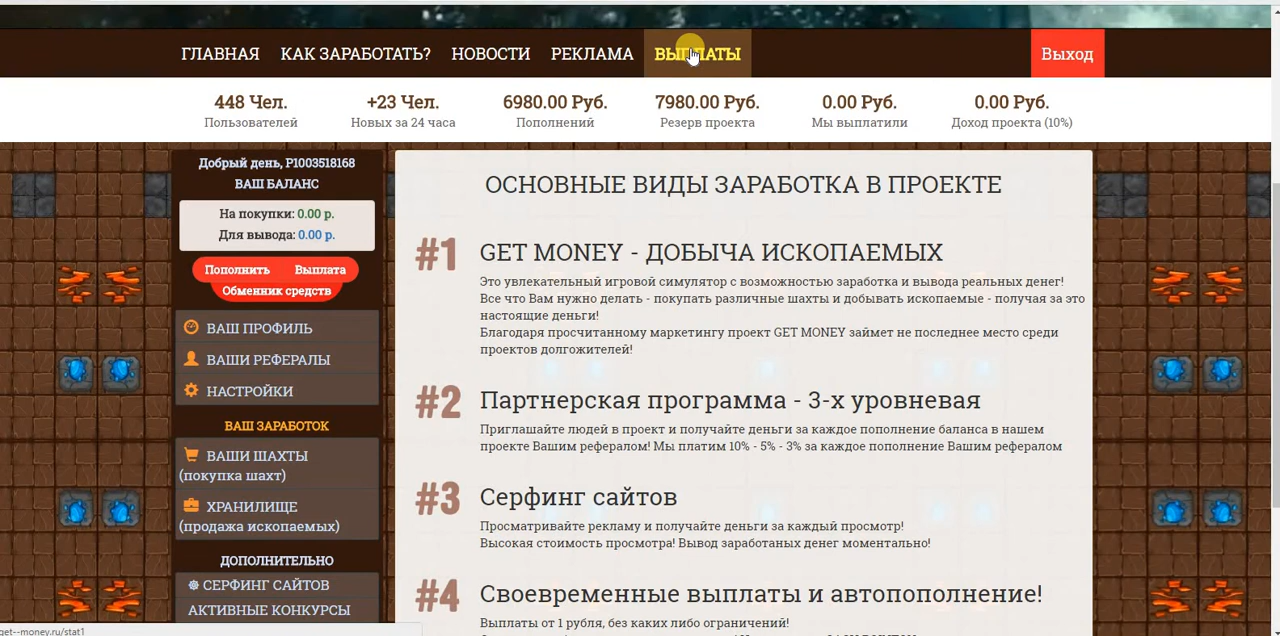 ГЛАВНАЯ КАК ЗАРАБОТАТЬ? НОВОСТИ РЕКЛАМА ВЫПЛАТЫ Выход
448 Чел. +23 Чел. 6980.00 Руб. 7980.00 Руб. 0.00 Руб. 0.00 Руб.
Пользователей Новых за 24 часа Пополнений Резерв проекта Мы выплатили Доход проекта (10%)
Добрый день, P1003518168
ВАШ БАЛАНС
На покупки: 0.00 р.
Для вывода: 0.00 р.
Пополнить Выплата
Обменник средств
ВАШ ПРОФИЛЬ
ВАШИ РЕФЕРАЛЫ
НАСТРОЙКИ
ВАШ ЗАРАБОТОК
ВАШИ ШАХТЫ
(покупка шахт)
ХРАНИЛИЩЕ
(продажа ископаемых)
ДОПОЛНИТЕЛЬНО
СЕРФИНГ САЙТОВ
АКТИВНЫЕ КОНКУРСЫ
ОСНОВНЫЕ ВИДЫ ЗАРАБОТКА В ПРОЕКТЕ
#1 GET MONEY - ДОБЫЧА ИСКОПАЕМЫХ
Это увлекательный игровой симулятор с возможностью заработка и вывода реальных денег!
Все что Вам нужно делать - покупать различные шахты и добывать ископаемые - получая за это
настоящие деньги!
Благодаря просчитанному маркетингу проект GET MONEY займет не последнее место среди
проектов долгожителей!
#2 Партнерская программа - 3-х уровневая
Приглашайте людей в проект и получайте деньги за каждое пополнение баланса в нашем
проекте Вашим рефералом! Мы платим 10% - 5% - 3% за каждое пополнение Вашим рефералом
#3 Серфинг сайтов
Просматривайте рекламу и получайте деньги за каждый просмотр!
Высокая стоимость просмотра! Вывод заработаных денег моментально!
#4 Своевременные выплаты и автопополнение!
Выплаты от 1 рубля, без каких либо ограничений!
get--money.ru/stat1